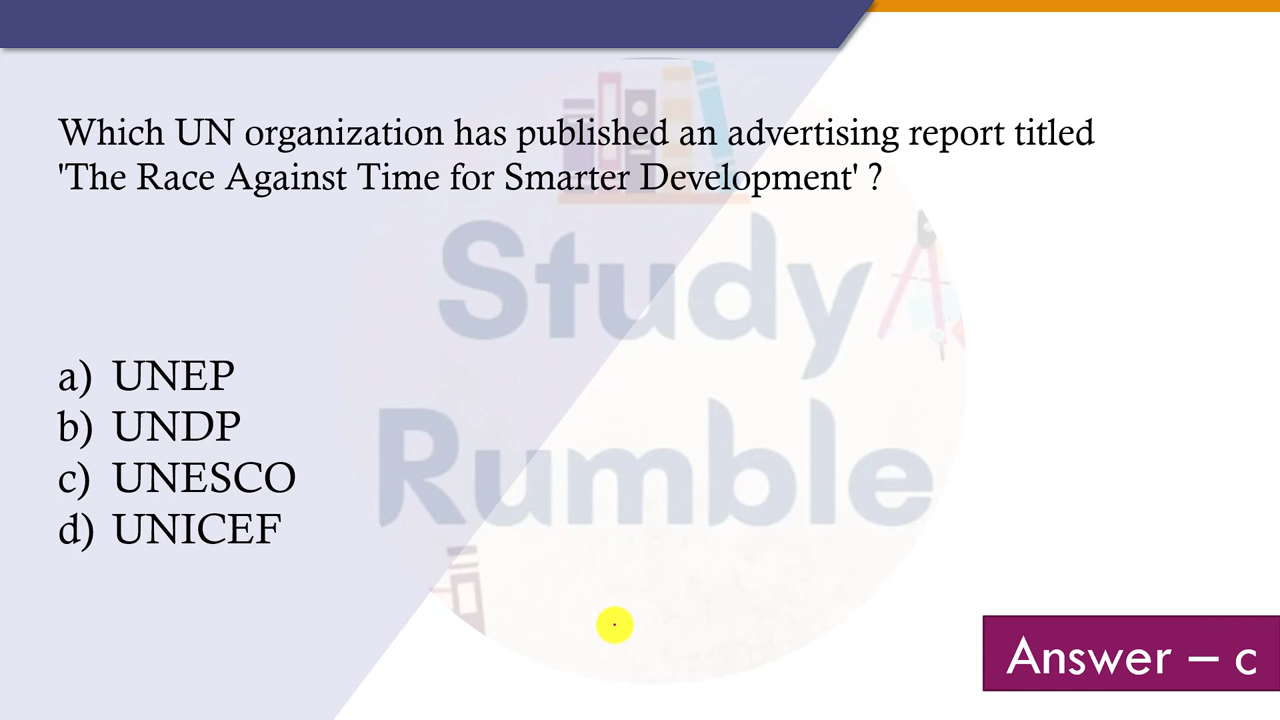 Which UN organization has published an advertising report titled
'The Race Against Time for Smarter Development' ?
Study
Rumble
a) UNEP
b) UNDP
c) UNESCO
d) UNICEF
Answer – c